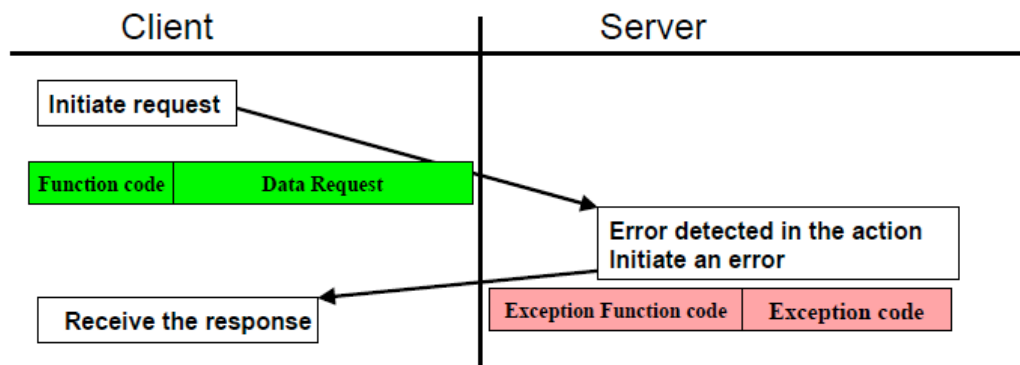 Client
Server
Initiate request
Function code
Data Request
Error detected in the action
Initiate an error
Receive the response
Exception Function code
Exception code